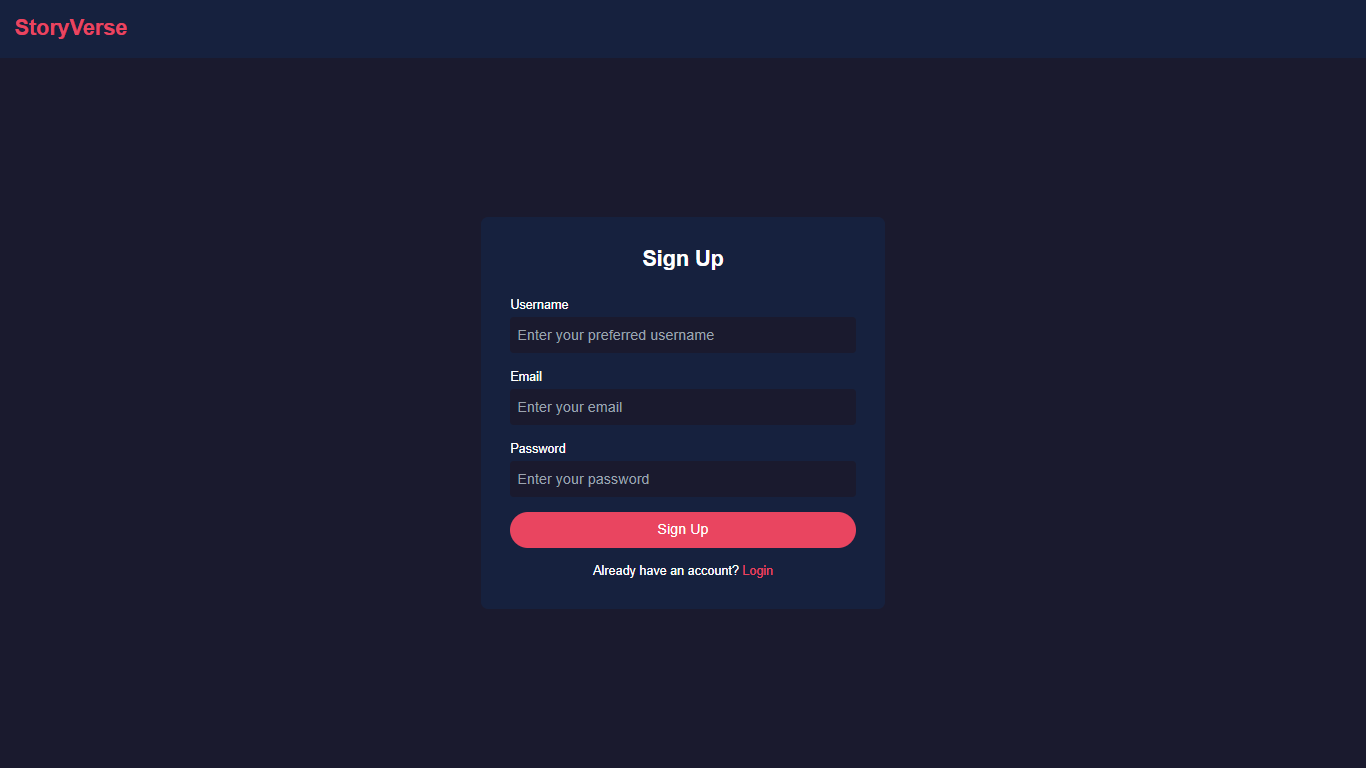 StoryVerse
Sign Up
Username
Enter your preferred username
Email
Enter your email
Password
Enter your password
Sign Up
Already have an account? Login